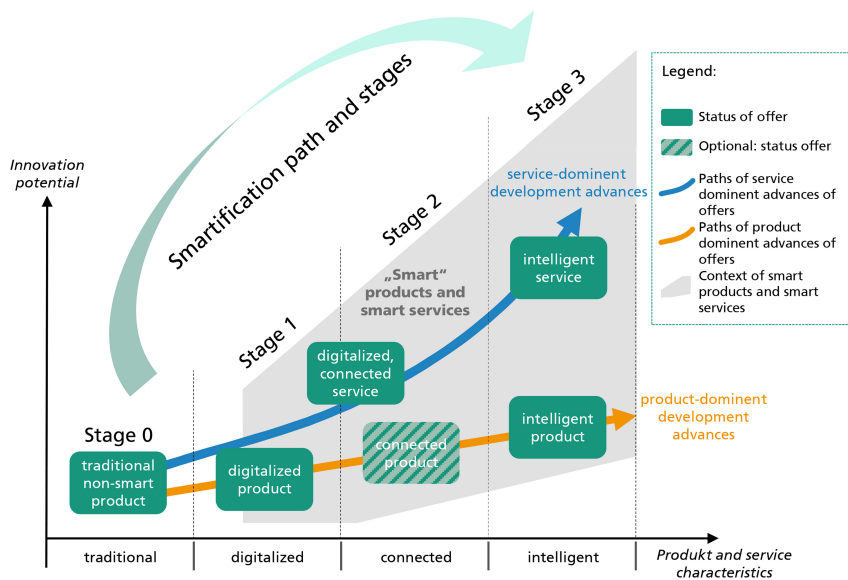 Smartification path and stages
Stage 3
Stage 2
Stage 1
Stage 0
Innovation
potential
service-dominant
development advances
intelligent
service
„Smart“
products and
smart services
digitalized,
connected
service
traditional
non-smart
product
digitalized
product
connected
product
intelligent
product
product-dominent
development
advances
traditional
digitalized
connected
intelligent
Produkt and service
characteristics
Legend:
Status of offer
Optional: status offer
Paths of service
dominent advances of
offers
Paths of product
dominent advances of
offers
Context of smart
products and smart
services